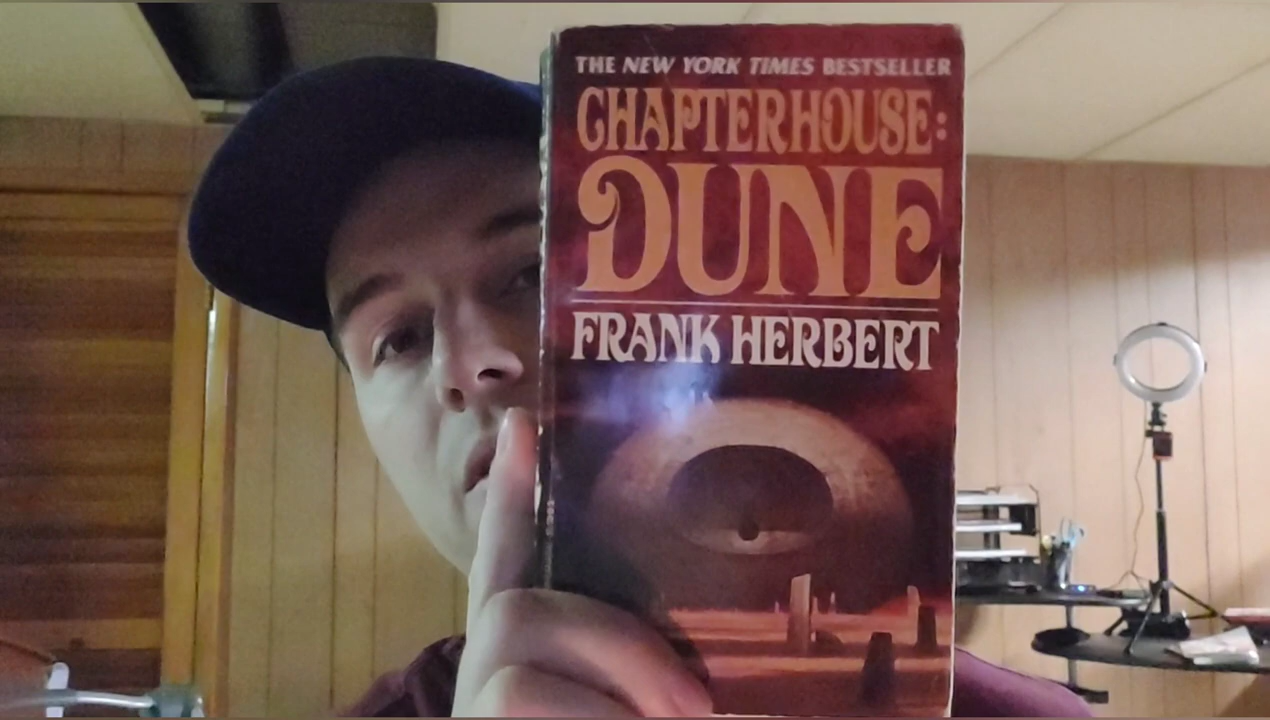 THE NEW YORK TIMES BESTSELLER
CHAPTERHOUSE:
DUNE
FRANK HERBERT